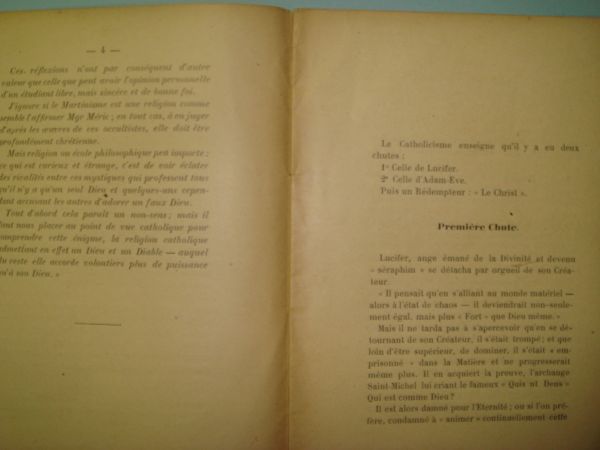 — 4 —
Ces réflexions n'ont par conséquent d'autre
valeur que celle que peut avoir l'opinion personnelle
d'un étudiant libre, mais sincère et de bonne foi.
J'ignore si le Martinisme est une religion comme
semble l'affirmer Mgr Méric; en tout cas, à en juger
d'après les œuvres de ces occultistes, elle doit être
profondément chrétienne.
Mais religion ou école philosophique peu importe;
ce qui est curieux et étrange, c'est de voir éclater
des rivalités entre ces mystiques qui professent tous
qu'il n'y a qu'un seul Dieu et quelques-uns cepen-
dant accusent les autres d'adorer un faux Dieu.
Tout d'abord cela paraît un non-sens; mais il
faut nous placer au point de vue catholique pour
comprendre cette énigme, la religion catholique
admettant en effet un Dieu et un Diable — auquel
du reste elle accorde volontiers plus de puissance
qu'à son Dieu. »
Le Catholicisme enseigne qu'il y a eu deux
chutes :
1º Celle de Lucifer.
2º Celle d'Adam-Eve.
Puis un Rédempteur : « Le Christ ».
Première Chute.
Lucifer, ange émané de la Divinité et devenu
« séraphim » se détacha par orgueil de son Créa-
teur.
« Il pensait qu'en s'alliant au monde matériel —
alors à l'état de chaos — il deviendrait non-seule-
ment égal, mais plus « Fort » que Dieu même. »
Mais il ne tarda pas à s'apercevoir qu'en se dé-
tournant de son Créateur, il s'était trompé; et que
loin d'être supérieur, de dominer, il s'était « em-
prisonné » dans la Matière et ne progresserait
même plus. Il en acquiert la preuve, l'archange
Saint-Michel lui criant le fameux « Quis ut Deus »
Qui est comme Dieu?
Il est alors damné pour l'Eternité; ou si l'on pré-
fère, condamné à « animer » continuellement cette